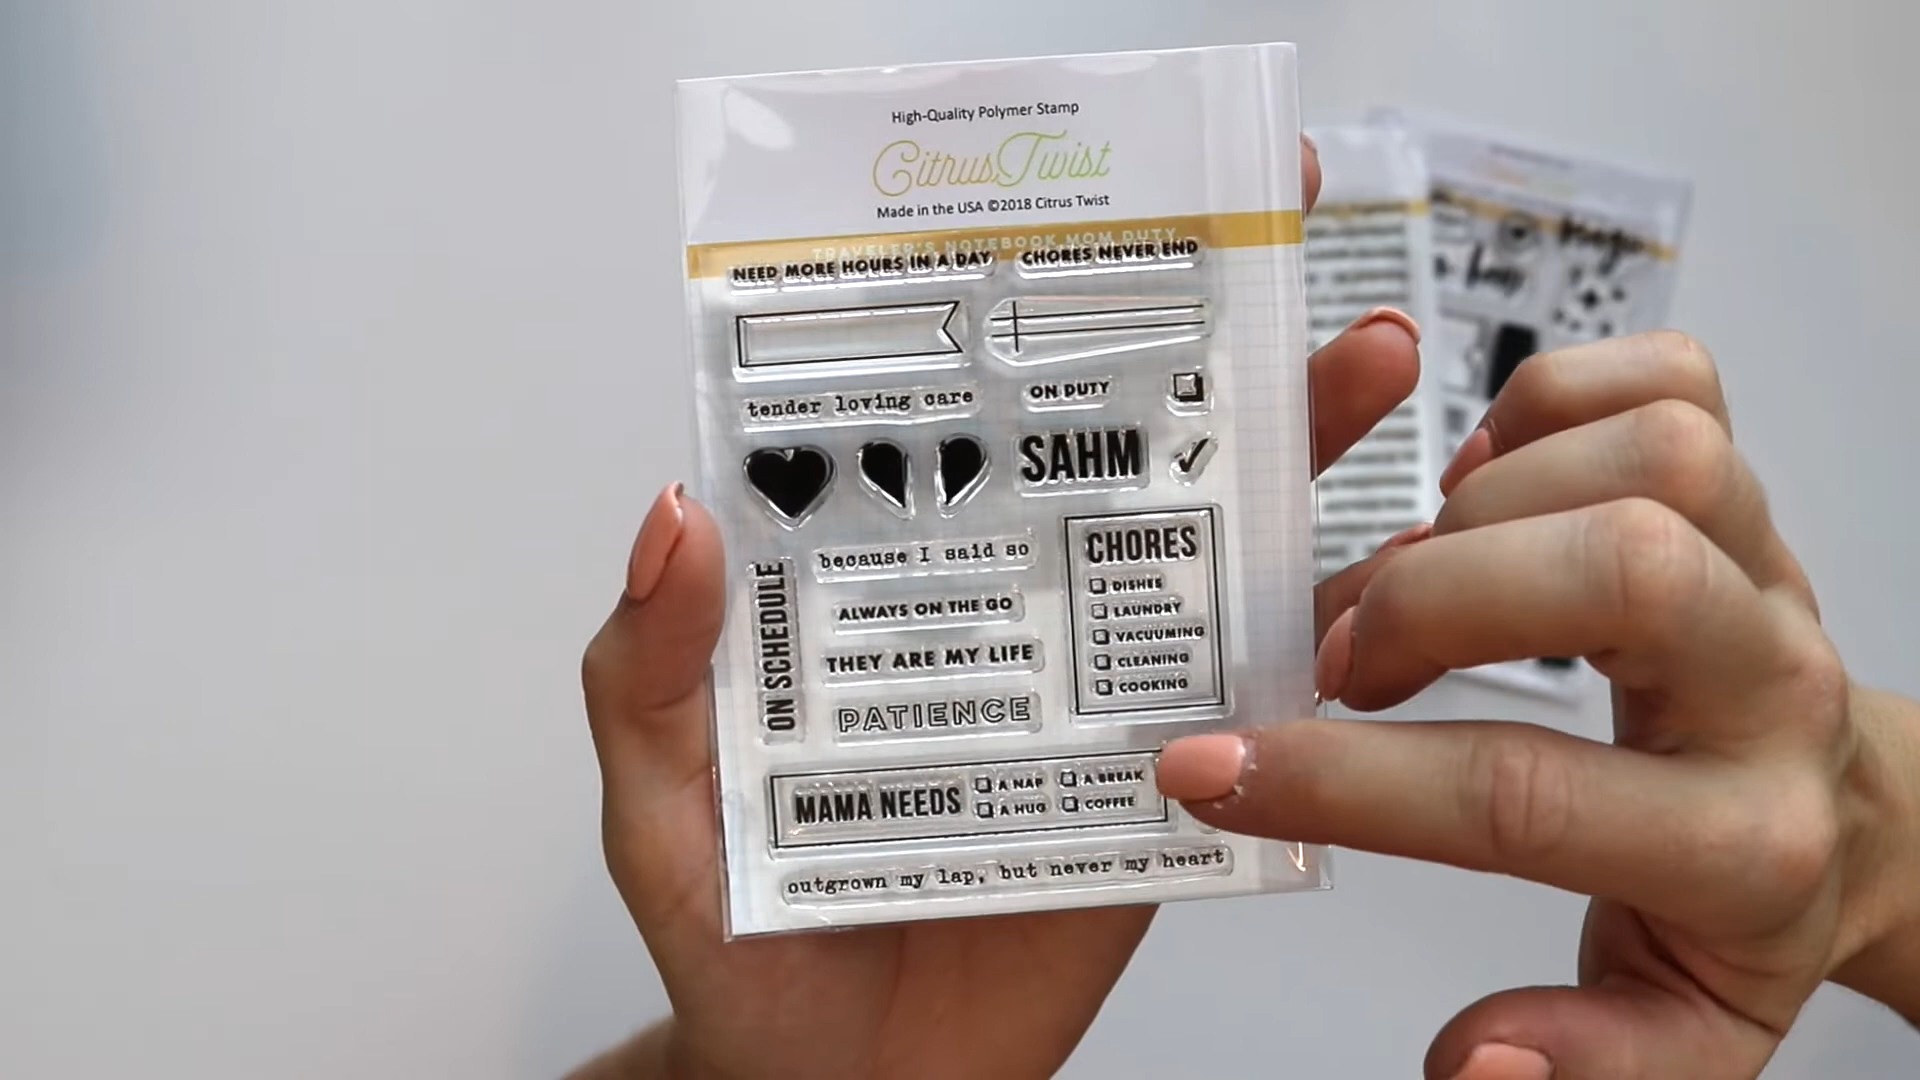 High-Quality Polymer Stamp
Citrus Twist
Made in the USA ©2018 Citrus Twist
TRAVELER'S NOTEBOOK MOM DUTY
NEED MORE HOURS IN A DAY
CHORES NEVER END
tender loving care
ON DUTY
SAHM
because I said so
ON SCHEDULE
ALWAYS ON THE GO
THEY ARE MY LIFE
PATIENCE
CHORES
DISHES
LAUNDRY
VACUUMING
CLEANING
COOKING
MAMA NEEDS
A NAP
A BREAK
A HUG
COFFEE
outgrown my lap, but never my heart